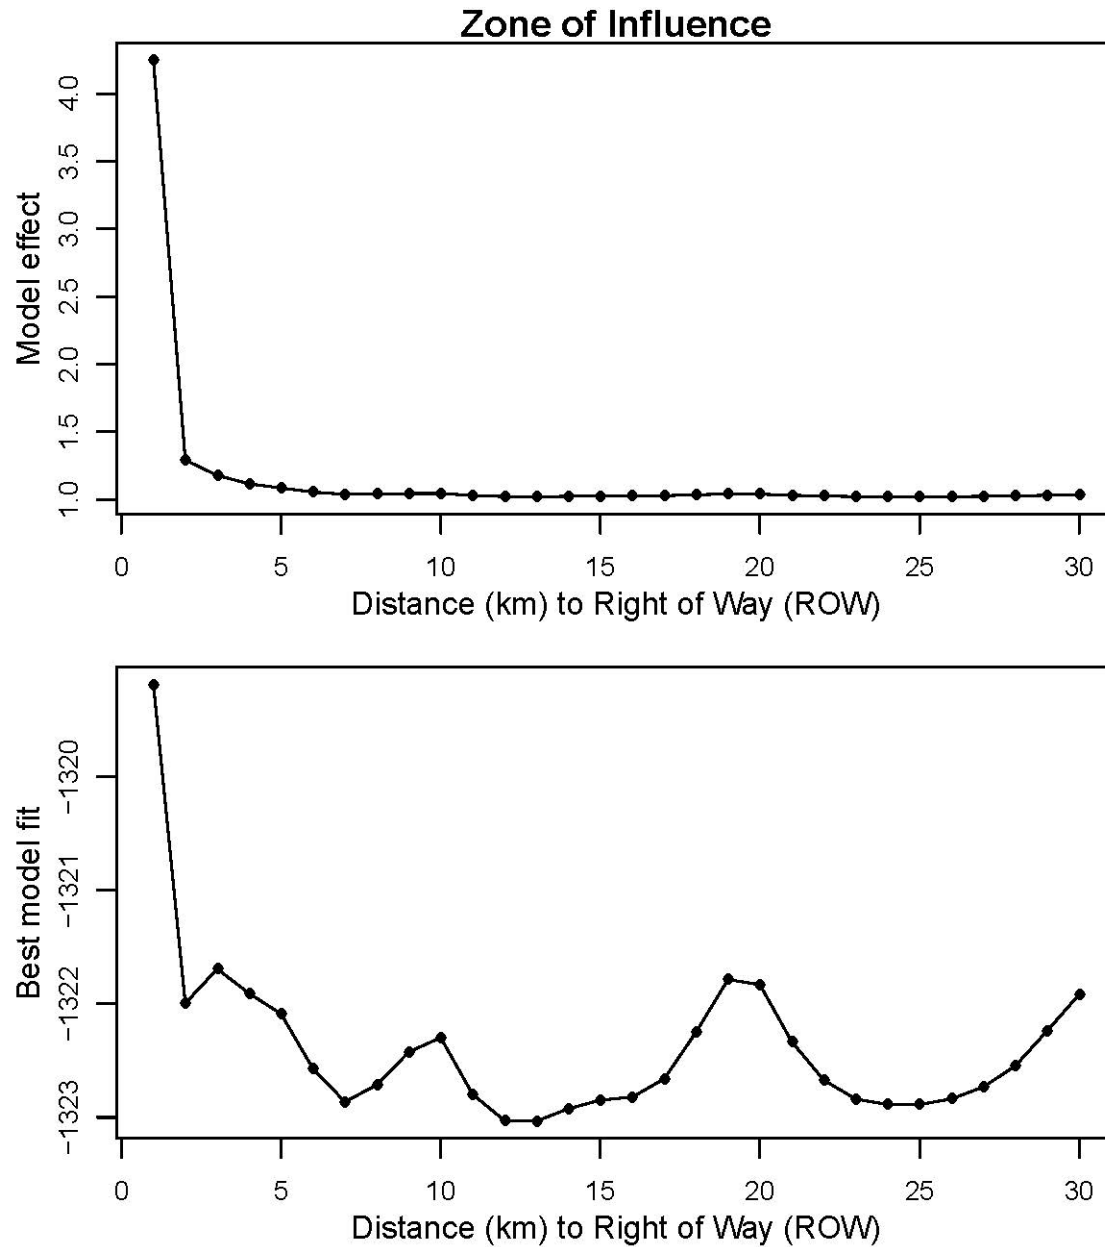 Zone of Influence
Model effect
4.0
3.5
3.0
2.5
2.0
1.5
1.0
0 5 10 15 20 25 30
Distance (km) to Right of Way (ROW)
Best model fit
−1320
−1321
−1322
−1323
0 5 10 15 20 25 30
Distance (km) to Right of Way (ROW)